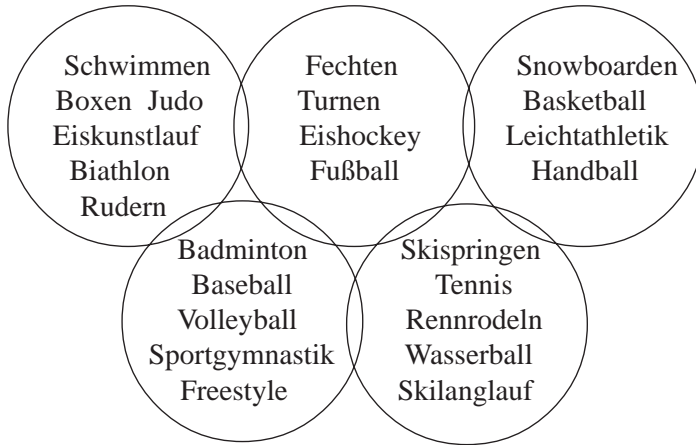 Schwimmen
Boxen Judo
Eiskunstlauf
Biathlon
Rudern
Fechten
Turnen
Eishockey
Fußball
Snowboarden
Basketball
Leichtathletik
Handball
Badminton
Baseball
Volleyball
Sportgymnastik
Freestyle
Skispringen
Tennis
Rennrodeln
Wasserball
Skilanglauf